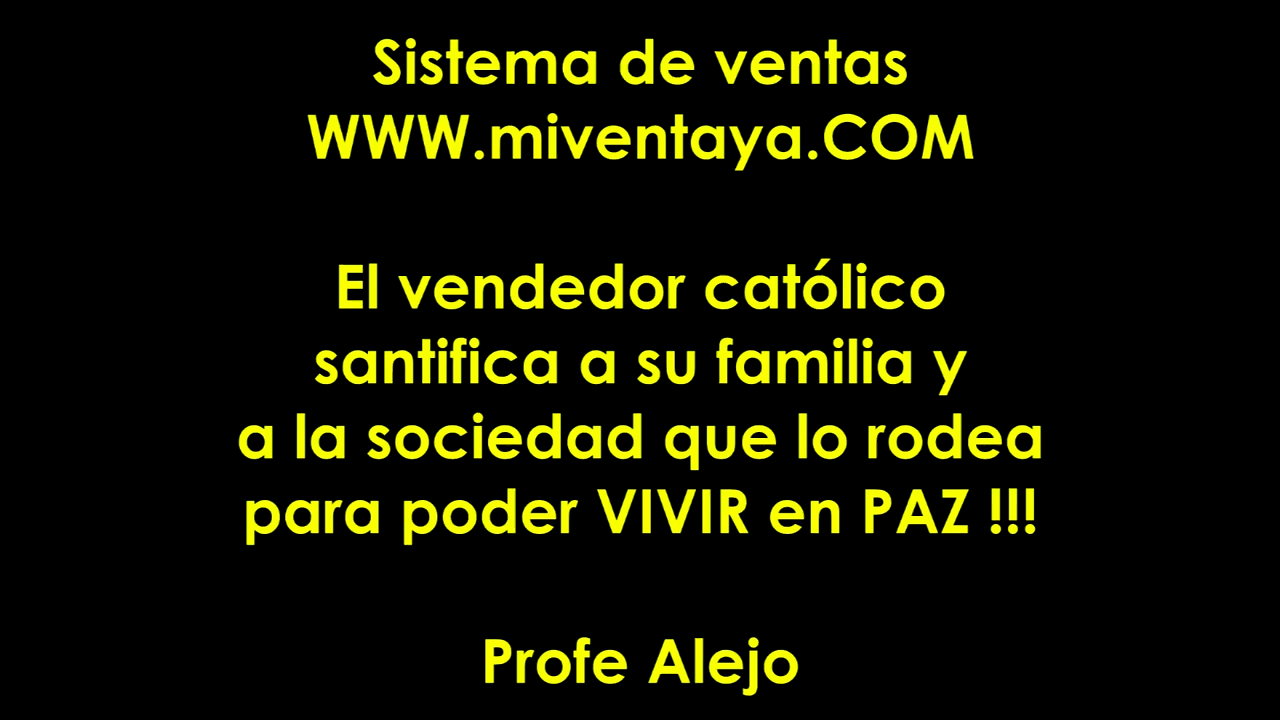 Sistema de ventas
WWW.miventaya.COM
El vendedor católico
santifica a su familia y
a la sociedad que lo rodea
para poder VIVIR en PAZ !!!
Profe Alejo